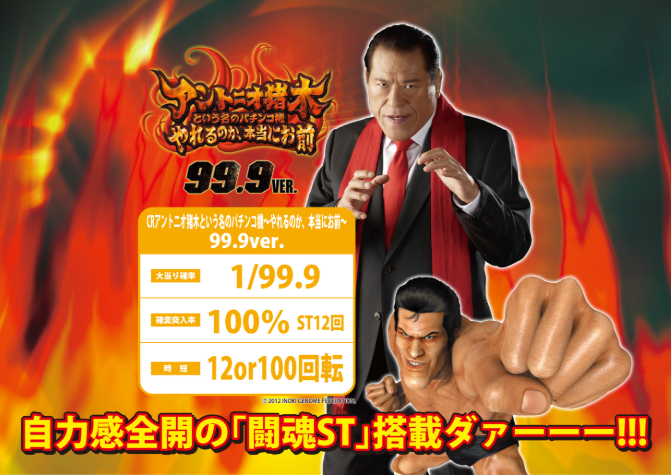 アントニオ猪木
という名のパチンコ機
やれるのか、本当にお前
99.9VER.
CRアントニオ猪木という名のパチンコ機〜やれるのか、本当にお前〜
99.9ver.
大当り確率 1/99.9
確変突入率 100% ST12回
時短 12or100回転
©2012 INOKI GENOME FEDERATION.
自力感全開の「闘魂ST」搭載ダァーーー!!!